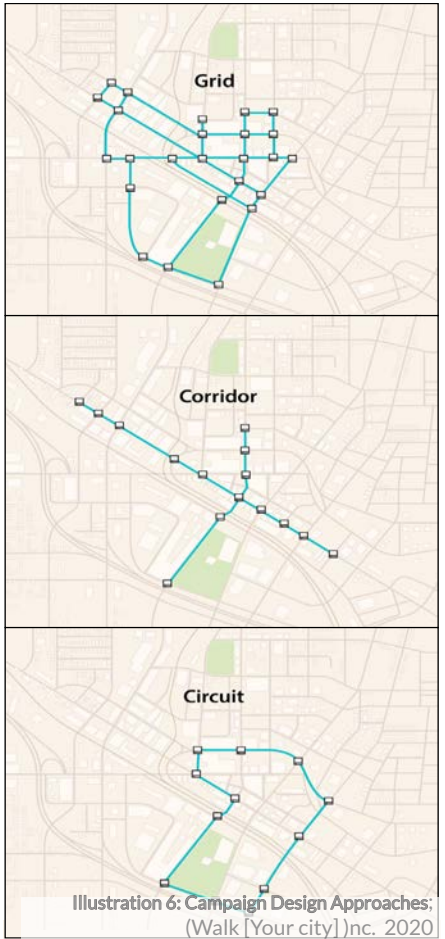 Grid
Corridor
Circuit
Illustration 6: Campaign Design Approaches;
(Walk [Your city] )nc. 2020